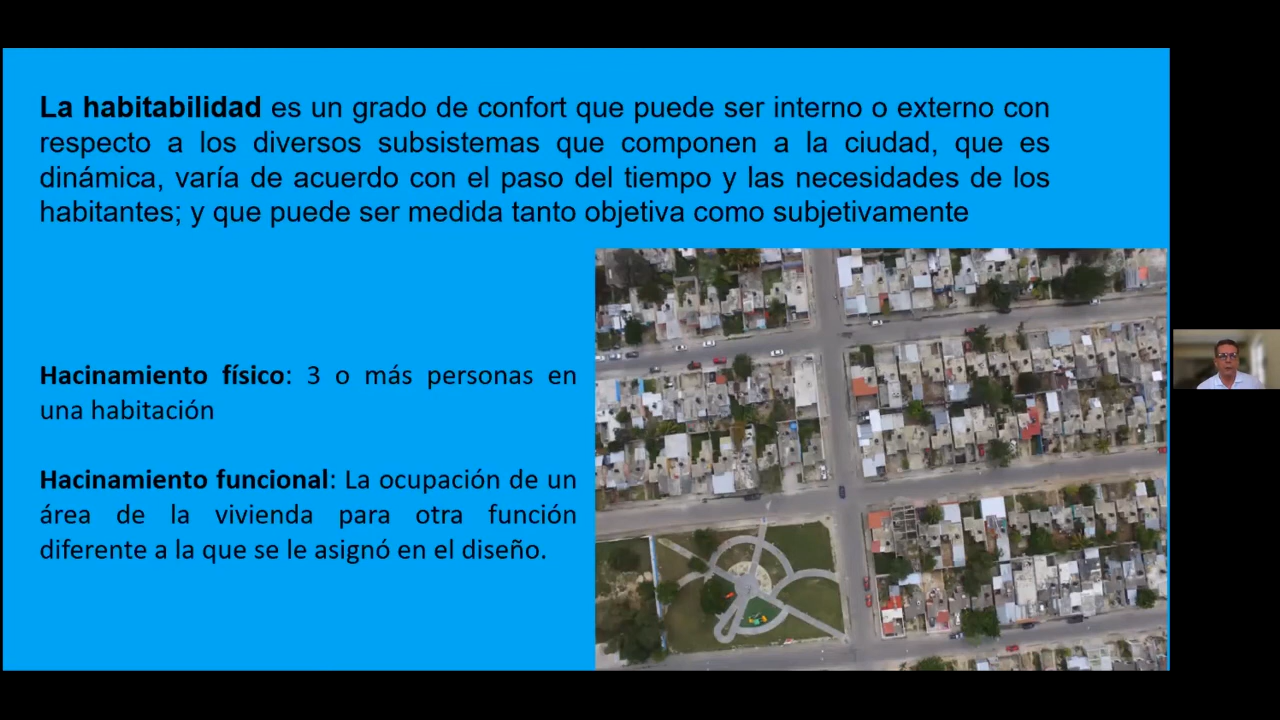 La habitabilidad es un grado de confort que puede ser interno o externo con
respecto a los diversos subsistemas que componen a la ciudad, que es
dinámica, varía de acuerdo con el paso del tiempo y las necesidades de los
habitantes; y que puede ser medida tanto objetiva como subjetivamente
Hacinamiento físico: 3 o más personas en
una habitación
Hacinamiento funcional: La ocupación de un
área de la vivienda para otra función
diferente a la que se le asignó en el diseño.